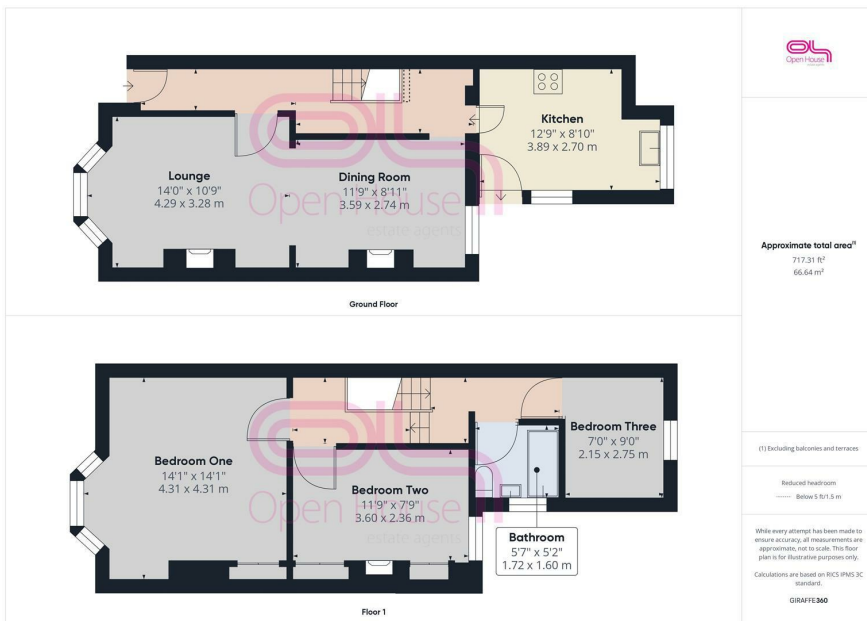 Lounge
14'0" x 10'9"
4.29 x 3.28 m
Dining Room
11'9" x 8'11"
3.59 x 2.74 m
Kitchen
12'9" x 8'10"
3.89 x 2.70 m
Open House
estate agents
Ground Floor
Bedroom One
14'1" x 14'1"
4.31 x 4.31 m
Bedroom Two
11'9" x 7'9"
3.60 x 2.36 m
Bedroom Three
7'0" x 9'0"
2.15 x 2.75 m
Bathroom
5'7" x 5'2"
1.72 x 1.60 m
Open House
estate agents
Floor 1
Open House
estate agents
Approximate total area(1)
717.31 ft²
66.64 m²
(1) Excluding balconies and terraces
Reduced headroom
Below 5 ft/1.5 m
While every attempt has been made to
ensure accuracy, all measurements are
approximate, not to scale. This floor
plan is for illustrative purposes only.
Calculations are based on RICS IPMS 3C
standard.
GIRAFFE360